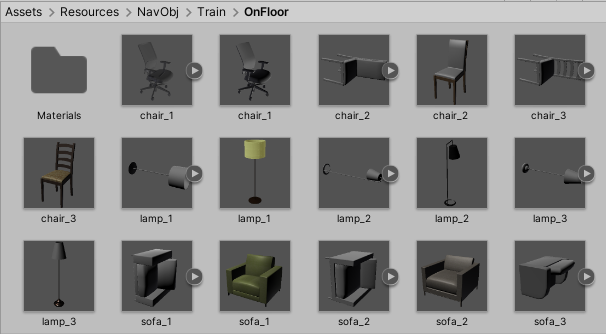 Assets > Resources > NavObj > Train > OnFloor
Materials chair_1 chair_1 chair_2 chair_2 chair_3
chair_3 lamp_1 lamp_1 lamp_2 lamp_2 lamp_3
lamp_3 sofa_1 sofa_1 sofa_2 sofa_2 sofa_3